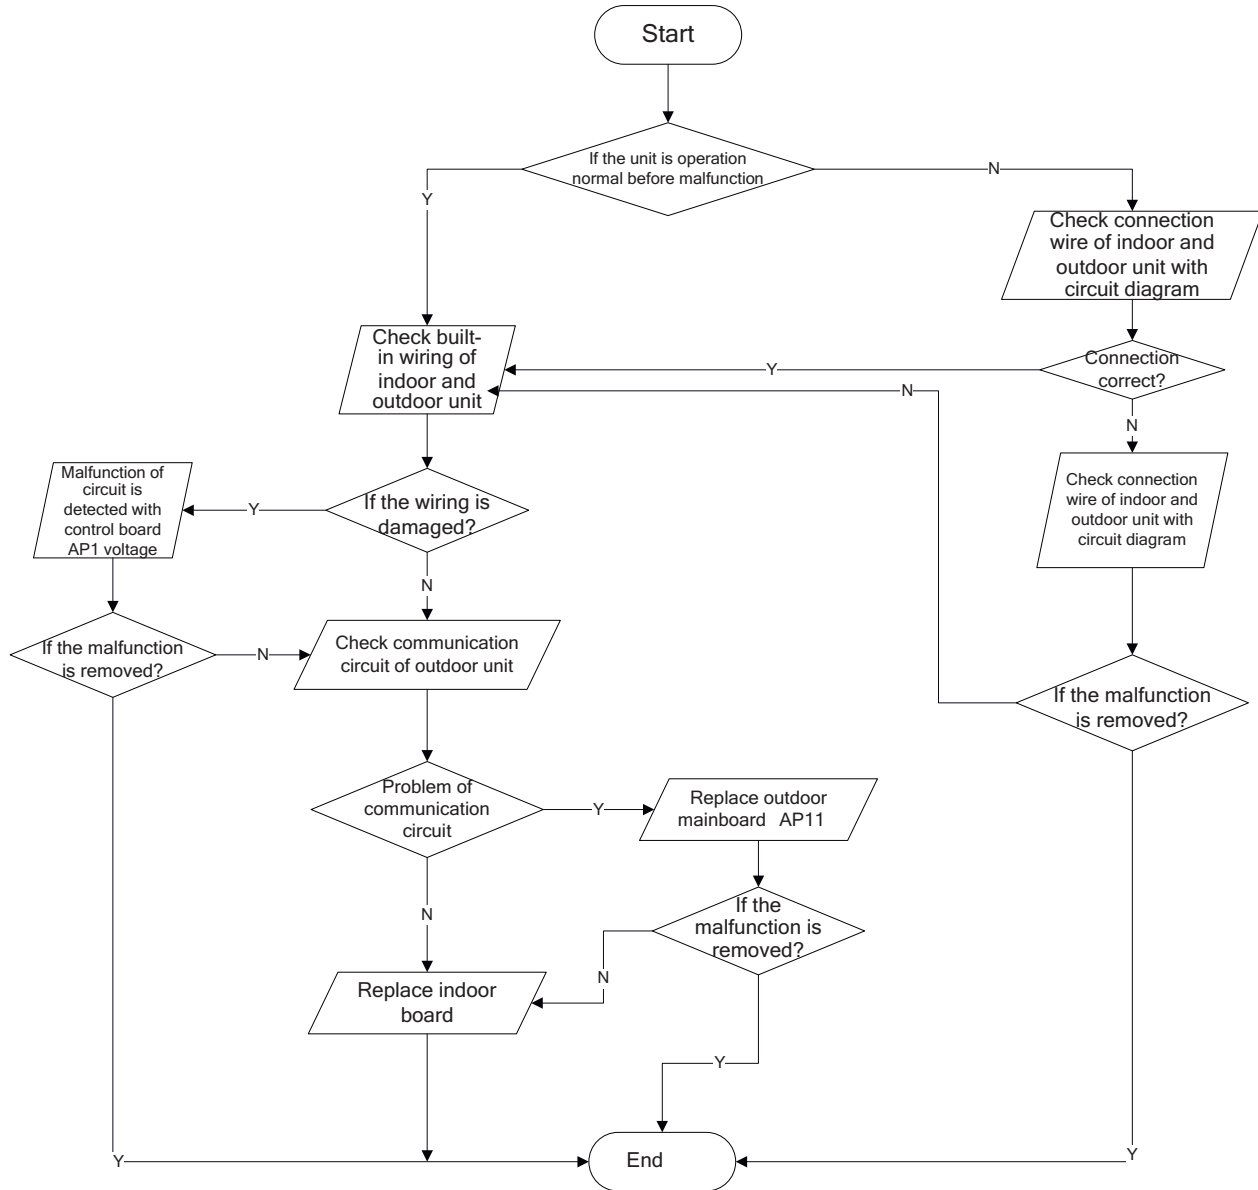 Start
If the unit is operation
normal before malfunction
Y
N
Check connection
wire of indoor and
outdoor unit with
circuit diagram
Check built-
in wiring of
indoor and
outdoor unit
Y
Connection
correct?
N
N
Malfunction of
circuit is
detected with
control board
AP1 voltage
Y
If the wiring is
damaged?
Check connection
wire of indoor and
outdoor unit with
circuit diagram
N
If the malfunction
is removed?
N
Check communication
circuit of outdoor unit
If the malfunction
is removed?
Problem of
communication
circuit
Y
Replace outdoor
mainboard AP11
N
If the
malfunction is
removed?
N
Replace indoor
board
Y
Y
End
Y